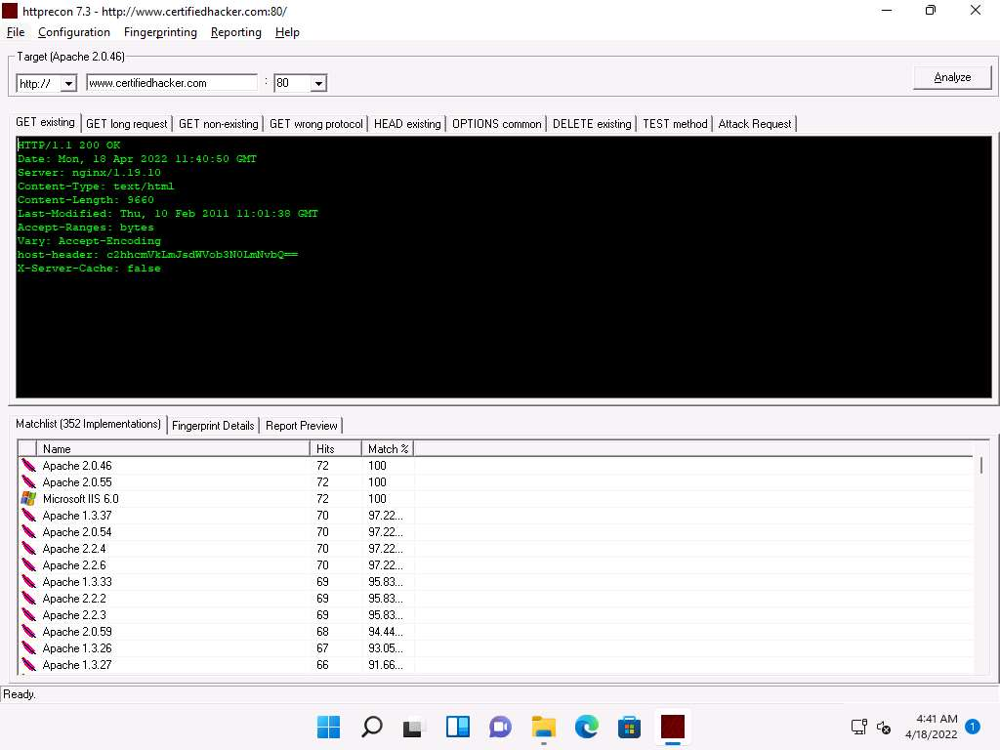 httprecon 7.3 - http://www.certifiedhacker.com:80/
File Configuration Fingerprinting Reporting Help
Target (Apache 2.0.46)
http:// www.certifiedhacker.com : 80 Analyze
GET existing GET long request GET non-existing GET wrong protocol HEAD existing OPTIONS common DELETE existing TEST method Attack Request
HTTP/1.1 200 OK
Date: Mon, 18 Apr 2022 11:40:50 GMT
Server: nginx/1.19.10
Content-Type: text/html
Content-Length: 9660
Last-Modified: Thu, 10 Feb 2011 11:01:38 GMT
Accept-Ranges: bytes
Vary: Accept-Encoding
host-header: c2hhcmVkLmJsdWVob3N0LmNvbQ==
X-Server-Cache: false
Matchlist (352 Implementations) Fingerprint Details Report Preview
Name Hits Match %
Apache 2.0.46 72 100
Apache 2.0.55 72 100
Microsoft IIS 6.0 72 100
Apache 1.3.37 70 97.22...
Apache 2.0.54 70 97.22...
Apache 2.2.4 70 97.22...
Apache 2.2.6 70 97.22...
Apache 1.3.33 69 95.83...
Apache 2.2.2 69 95.83...
Apache 2.2.3 69 95.83...
Apache 2.0.59 68 94.44...
Apache 1.3.26 67 93.05...
Apache 1.3.27 66 91.66...
Ready.
4:41 AM
4/18/2022 1